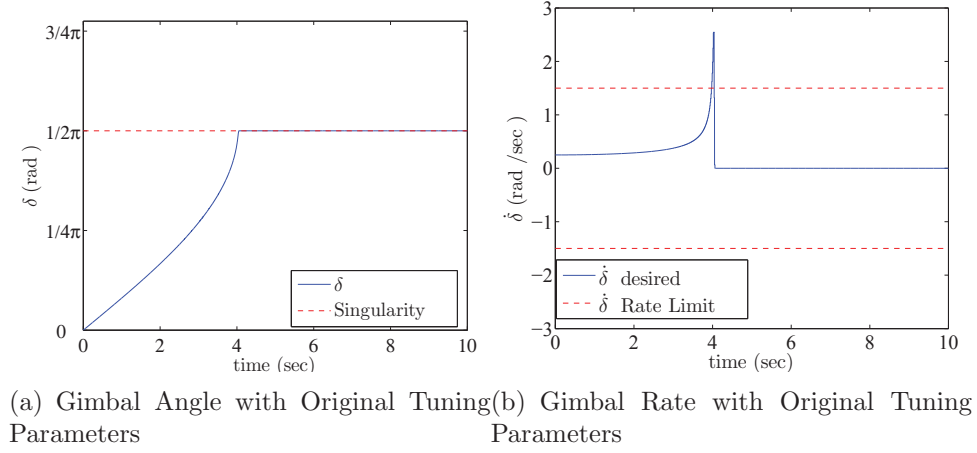 3/4π
1/2π
1/4π
0
δ (rad )
0 2 4 6 8 10
time (sec)
δ
Singularity
3
2
1
0
−1
−2
−3
δ̇ (rad /sec )
0 2 4 6 8 10
time (sec)
δ̇ desired
δ̇ Rate Limit
(a) Gimbal Angle with Original Tuning
Parameters
(b) Gimbal Rate with Original Tuning
Parameters